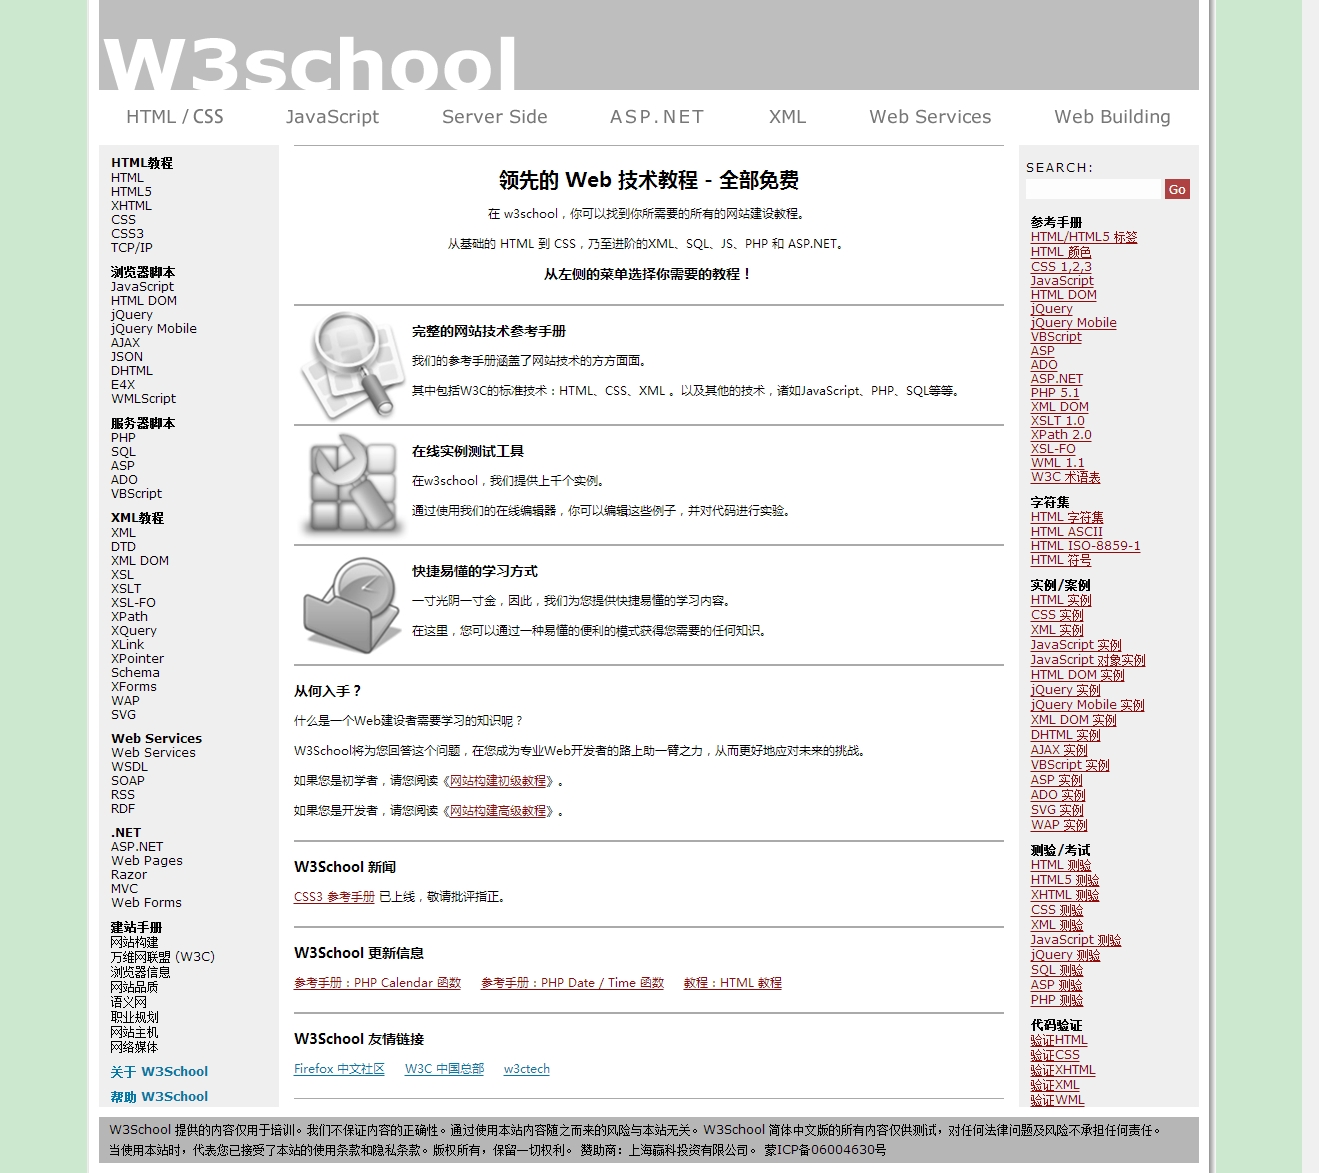 W3school
HTML / CSS JavaScript Server Side ASP.NET XML Web Services Web Building
HTML教程
HTML
HTML5
XHTML
CSS
CSS3
TCP/IP
浏览器脚本
JavaScript
HTML DOM
jQuery
jQuery Mobile
AJAX
JSON
DHTML
E4X
WMLScript
服务器脚本
PHP
SQL
ASP
ADO
VBScript
XML教程
XML
DTD
XML DOM
XSL
XSLT
XSL-FO
XPath
XQuery
XLink
XPointer
Schema
XForms
WAP
SVG
Web Services
Web Services
WSDL
SOAP
RSS
RDF
.NET
ASP.NET
Web Pages
Razor
MVC
Web Forms
建站手册
网站构建
万维网联盟 (W3C)
浏览器信息
网站品质
语义网
职业规划
网站主机
网络媒体
关于 W3School
帮助 W3School
领先的 Web 技术教程 - 全部免费
在 w3school，你可以找到你所需要的所有的网站建设教程。
从基础的 HTML 到 CSS，乃至进阶的XML、SQL、JS、PHP 和 ASP.NET。
从左侧的菜单选择你需要的教程！
完整的网站技术参考手册
我们的参考手册涵盖了网站技术的方方面面。
其中包括W3C的标准技术：HTML、CSS、XML 。以及其他的技术，诸如JavaScript、PHP、SQL等等。
在线实例测试工具
在w3school，我们提供上千个实例。
通过使用我们的在线编辑器，你可以编辑这些例子，并对代码进行实验。
快捷易懂的学习方式
一寸光阴一寸金，因此，我们为您提供快捷易懂的学习内容。
在这里，您可以通过一种易懂的便利的模式获得您需要的任何知识。
从何入手？
什么是一个Web建设者需要学习的知识呢？
W3School将为您回答这个问题，在您成为专业Web开发者的路上助一臂之力，从而更好地应对未来的挑战。
如果您是初学者，请您阅读《网站构建初级教程》。
如果您是开发者，请您阅读《网站构建高级教程》。
W3School 新闻
CSS3 参考手册 已上线，敬请批评指正。
W3School 更新信息
参考手册：PHP Calendar 函数 参考手册：PHP Date / Time 函数 教程：HTML 教程
W3School 友情链接
Firefox 中文社区 W3C 中国总部 w3ctech
SEARCH:
Go
参考手册
HTML/HTML5 标签
HTML 颜色
CSS 1,2,3
JavaScript
HTML DOM
jQuery
jQuery Mobile
VBScript
ASP
ADO
ASP.NET
PHP 5.1
XML DOM
XSLT 1.0
XPath 2.0
XSL-FO
WML 1.1
W3C 术语表
字符集
HTML 字符集
HTML ASCII
HTML ISO-8859-1
HTML 符号
实例/案例
HTML 实例
CSS 实例
XML 实例
JavaScript 实例
JavaScript 对象实例
HTML DOM 实例
jQuery 实例
jQuery Mobile 实例
XML DOM 实例
DHTML 实例
AJAX 实例
VBScript 实例
ASP 实例
ADO 实例
SVG 实例
WAP 实例
测验/考试
HTML 测验
HTML5 测验
XHTML 测验
CSS 测验
XML 测验
JavaScript 测验
jQuery 测验
SQL 测验
ASP 测验
PHP 测验
代码验证
验证HTML
验证CSS
验证XHTML
验证XML
验证WML
W3School 提供的内容仅用于培训。我们不保证内容的正确性。通过使用本站内容随之而来的风险与本站无关。W3School 简体中文版的所有内容仅供测试，对任何法律问题及风险不承担任何责任。
当使用本站时，代表您已接受了本站的使用条款和隐私条款。版权所有，保留一切权利。 赞助商：上海赢科投资有限公司。 蒙ICP备06004630号